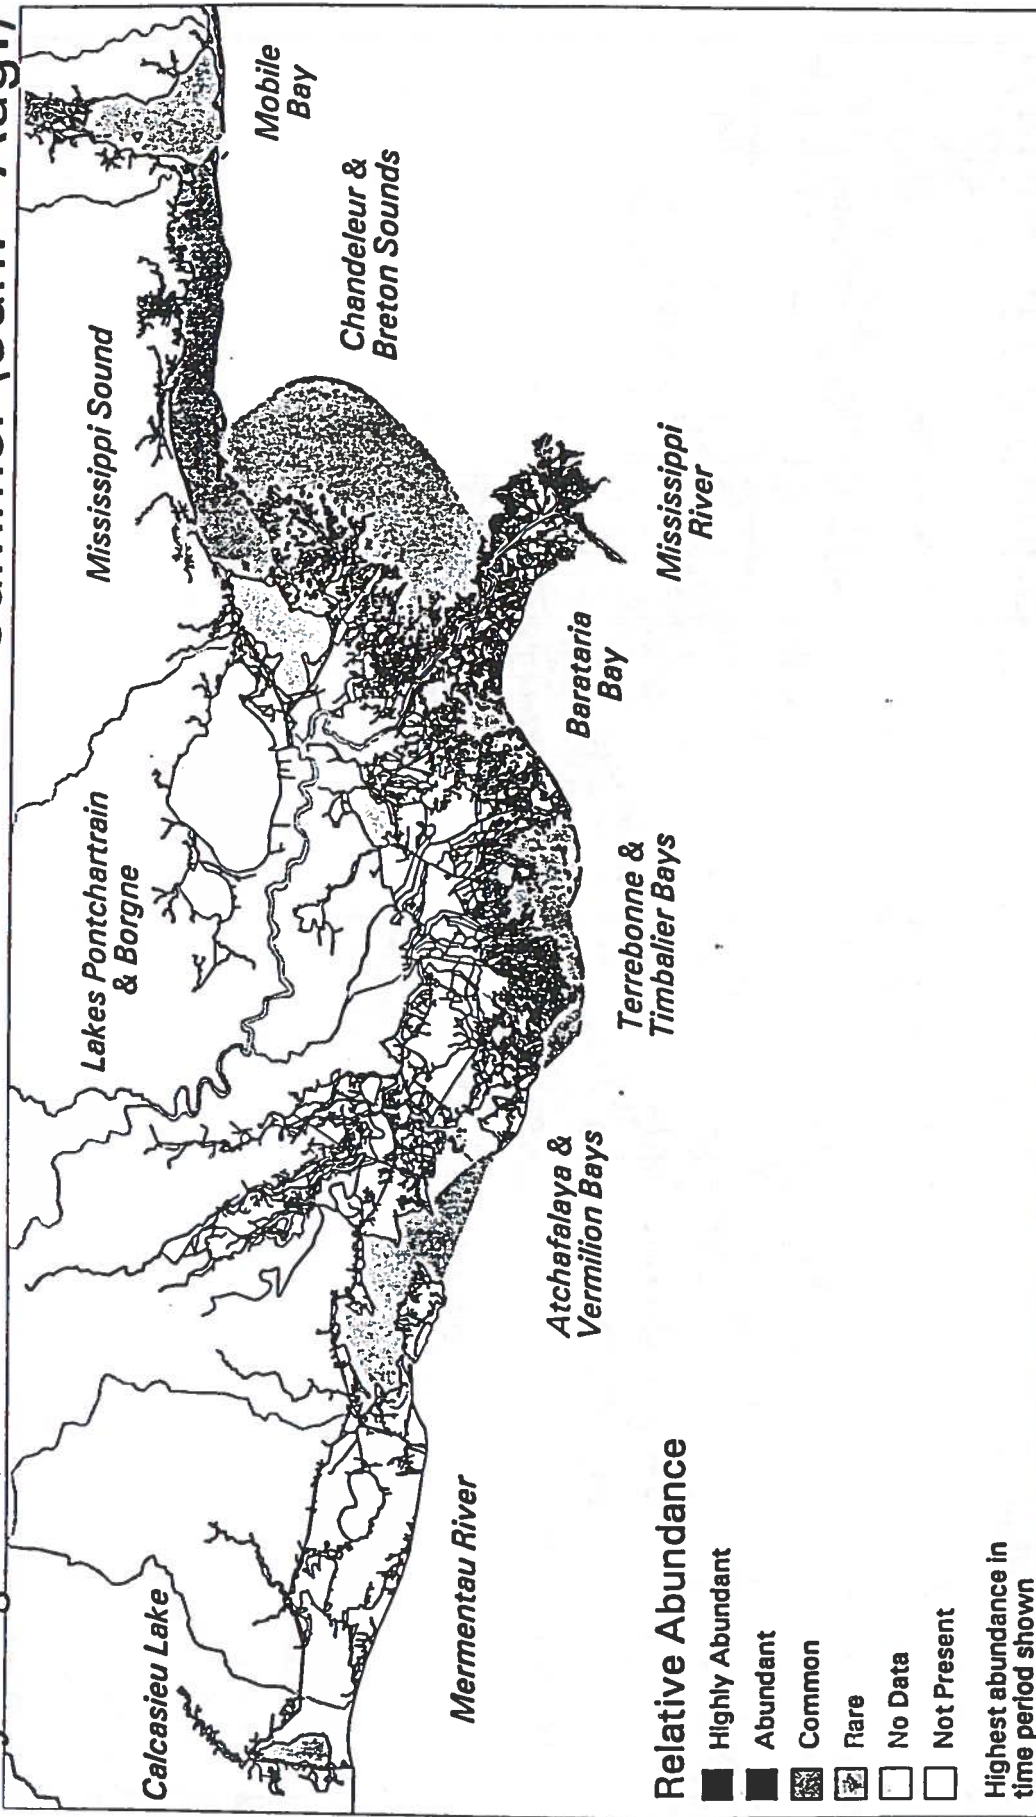 Calcasieu Lake
Mermentau River
Atchafalaya &
Vermilion Bays
Lakes Pontchartrain
& Borgne
Terrebonne &
Timbalier Bays
Barataria
Bay
Mississippi
River
Mississippi Sound
Chandeleur &
Breton Sounds
Mobile
Bay
Relative Abundance
Highly Abundant
Abundant
Common
Rare
No Data
Not Present
Highest abundance in
time period shown